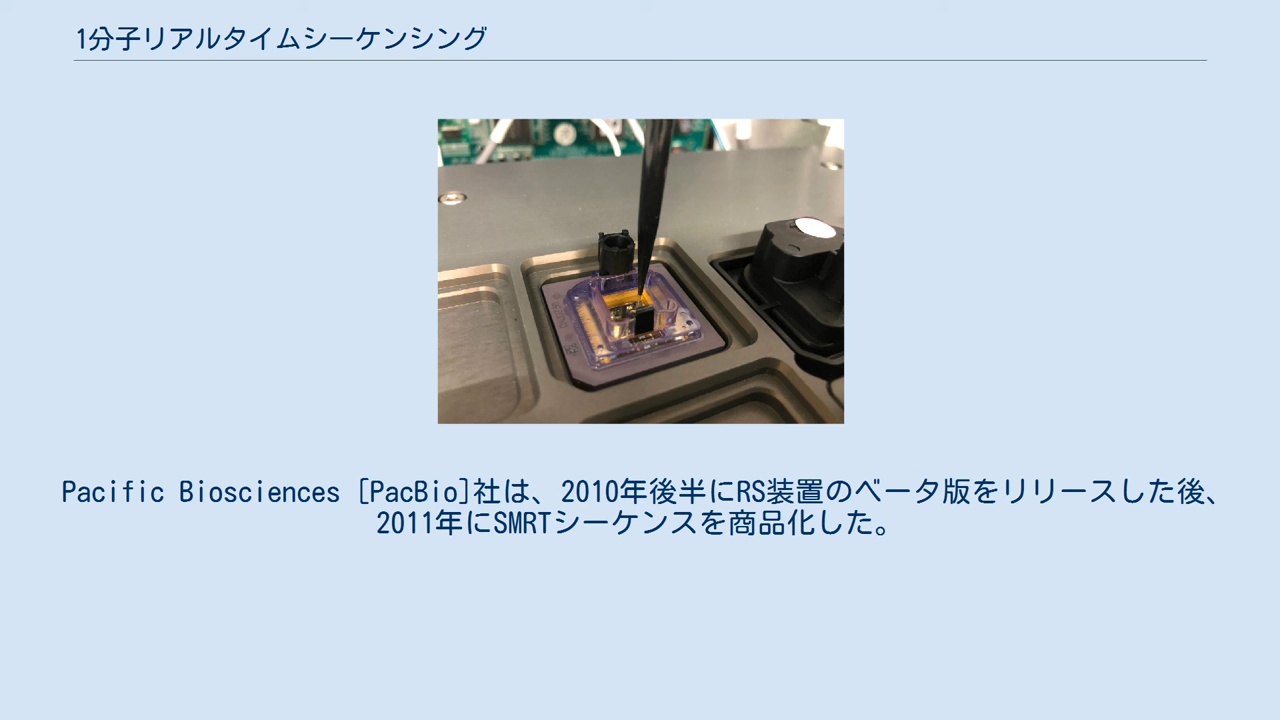 1分子リアルタイムシーケンシング
Pacific Biosciences [PacBio]社は、2010年後半にRS装置のベータ版をリリースした後、
2011年にSMRTシーケンスを商品化した。